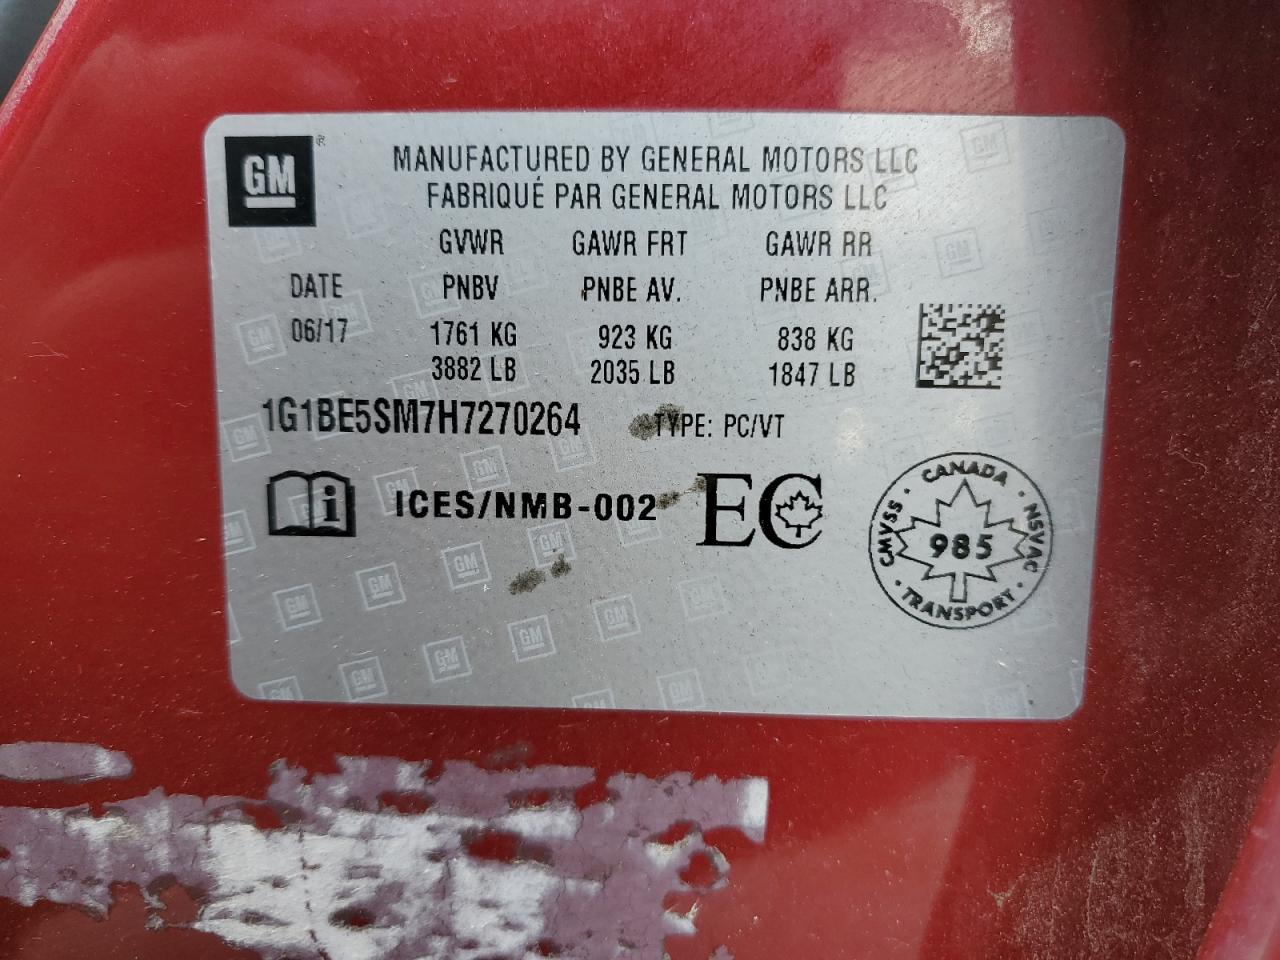 GM ®
MANUFACTURED BY GENERAL MOTORS LLC
FABRIQUÉ PAR GENERAL MOTORS LLC
GVWR GAWR FRT GAWR RR
DATE PNBV PNBE AV. PNBE ARR.
06/17 1761 KG 923 KG 838 KG
3882 LB 2035 LB 1847 LB
1G1BE5SM7H7270264 TYPE: PC/VT
i ICES/NMB-002 EC
CANADA · NSVAC · TRANSPORT · CMVSS ·
985